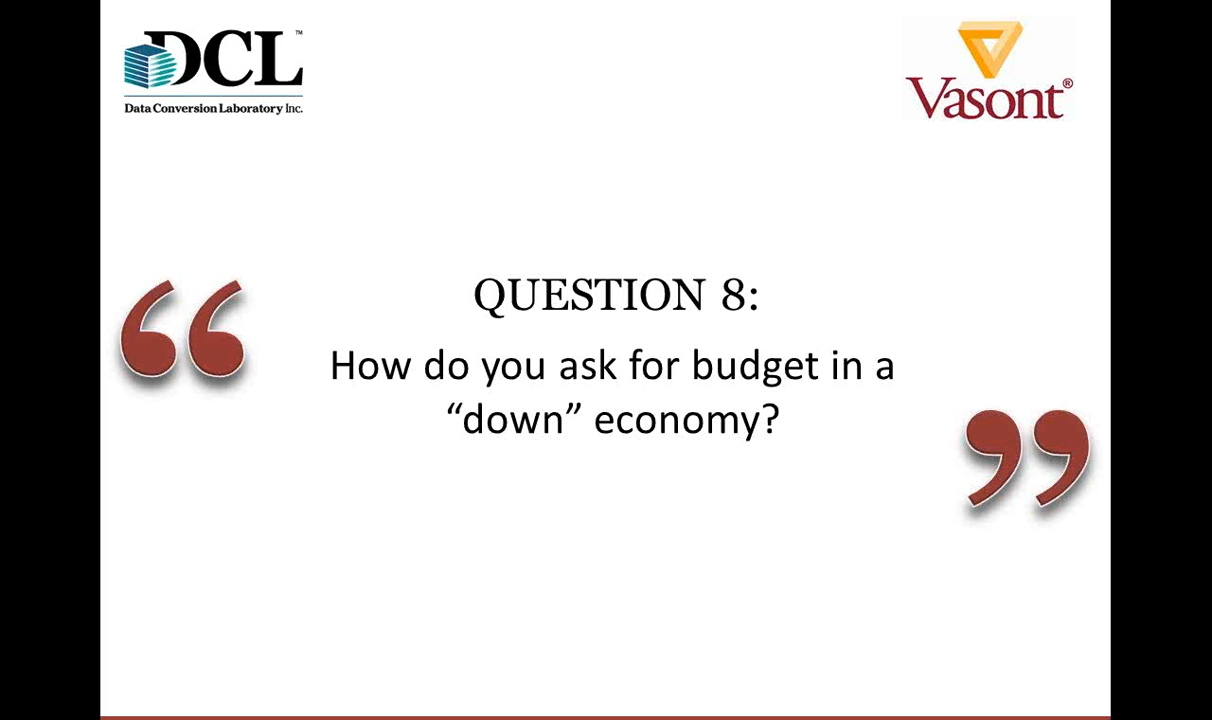 DCL™
Data Conversion Laboratory Inc.
Vasont®
QUESTION 8:
How do you ask for budget in a
“down” economy?